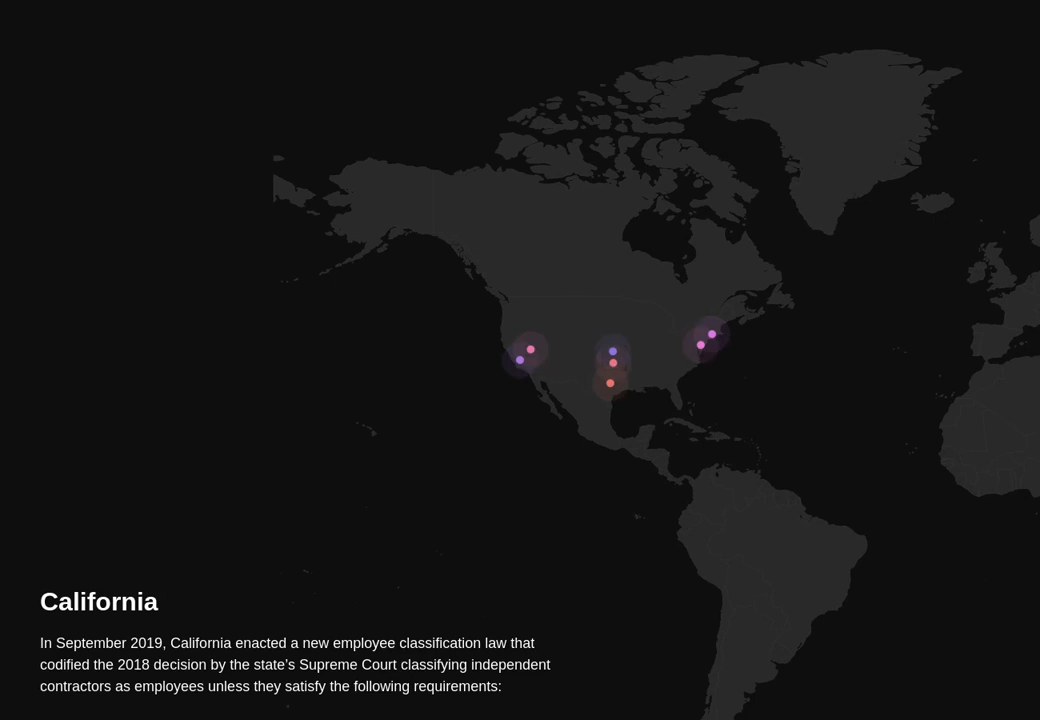 California
In September 2019, California enacted a new employee classification law that
codified the 2018 decision by the state’s Supreme Court classifying independent
contractors as employees unless they satisfy the following requirements: